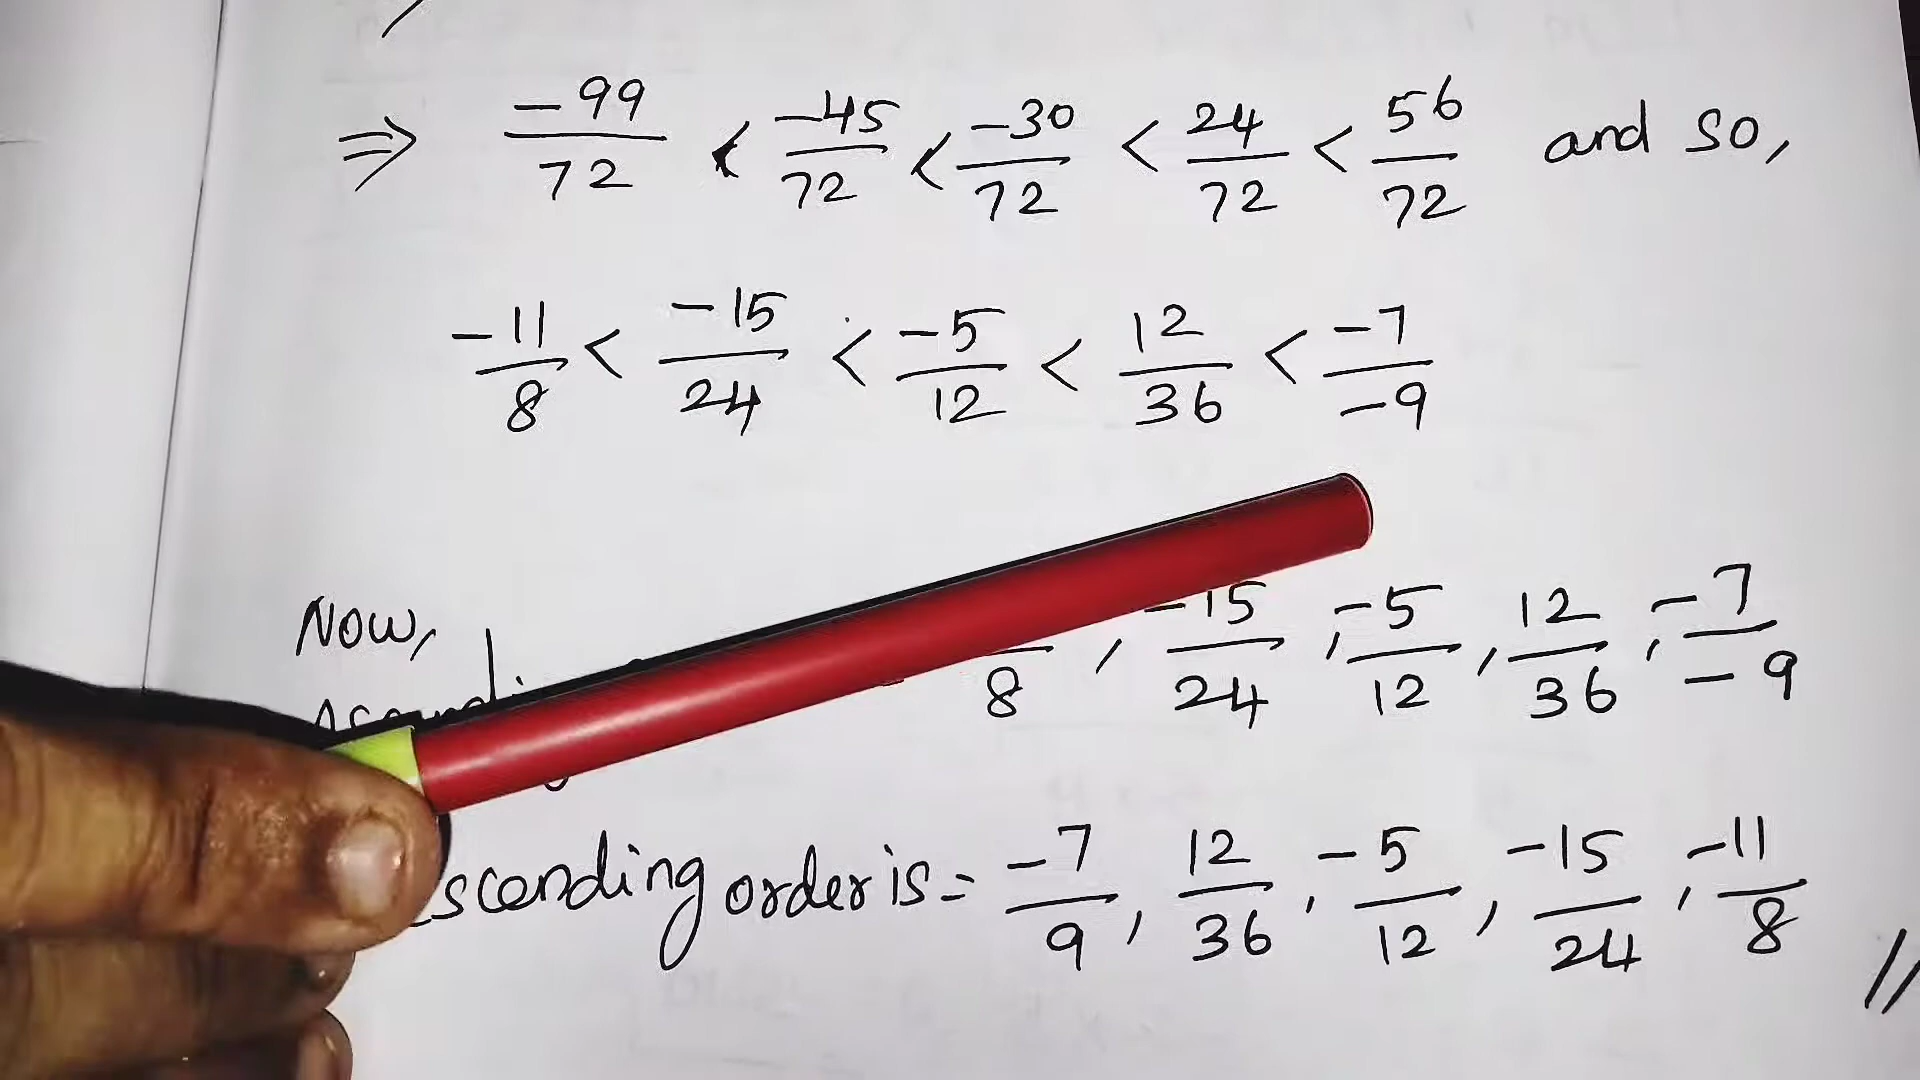 ⇒ -99/72 < -45/72 < -30/72 < 24/72 < 56/72 and so,
-11/8 < -15/24 < -5/12 < 12/36 < -7/-9
Now,
8 , -15/24 , -5/12 , 12/36 , -7/-9
scending order is = -7/9 , 12/36 , -5/12 , -15/24 , -11/8 //